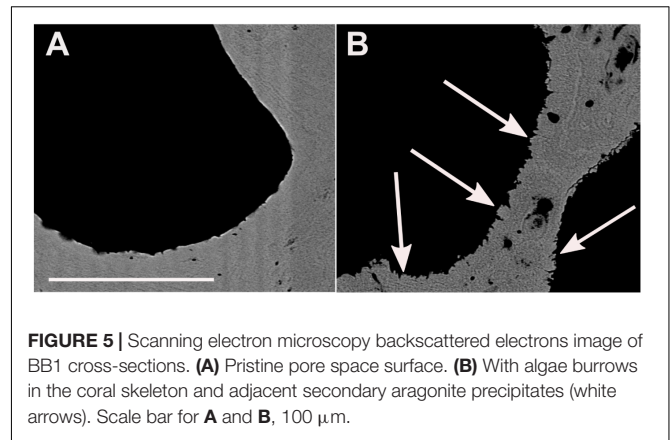 A
B
FIGURE 5 | Scanning electron microscopy backscattered electrons image of
BB1 cross-sections. (A) Pristine pore space surface. (B) With algae burrows
in the coral skeleton and adjacent secondary aragonite precipitates (white
arrows). Scale bar for A and B, 100 μm.